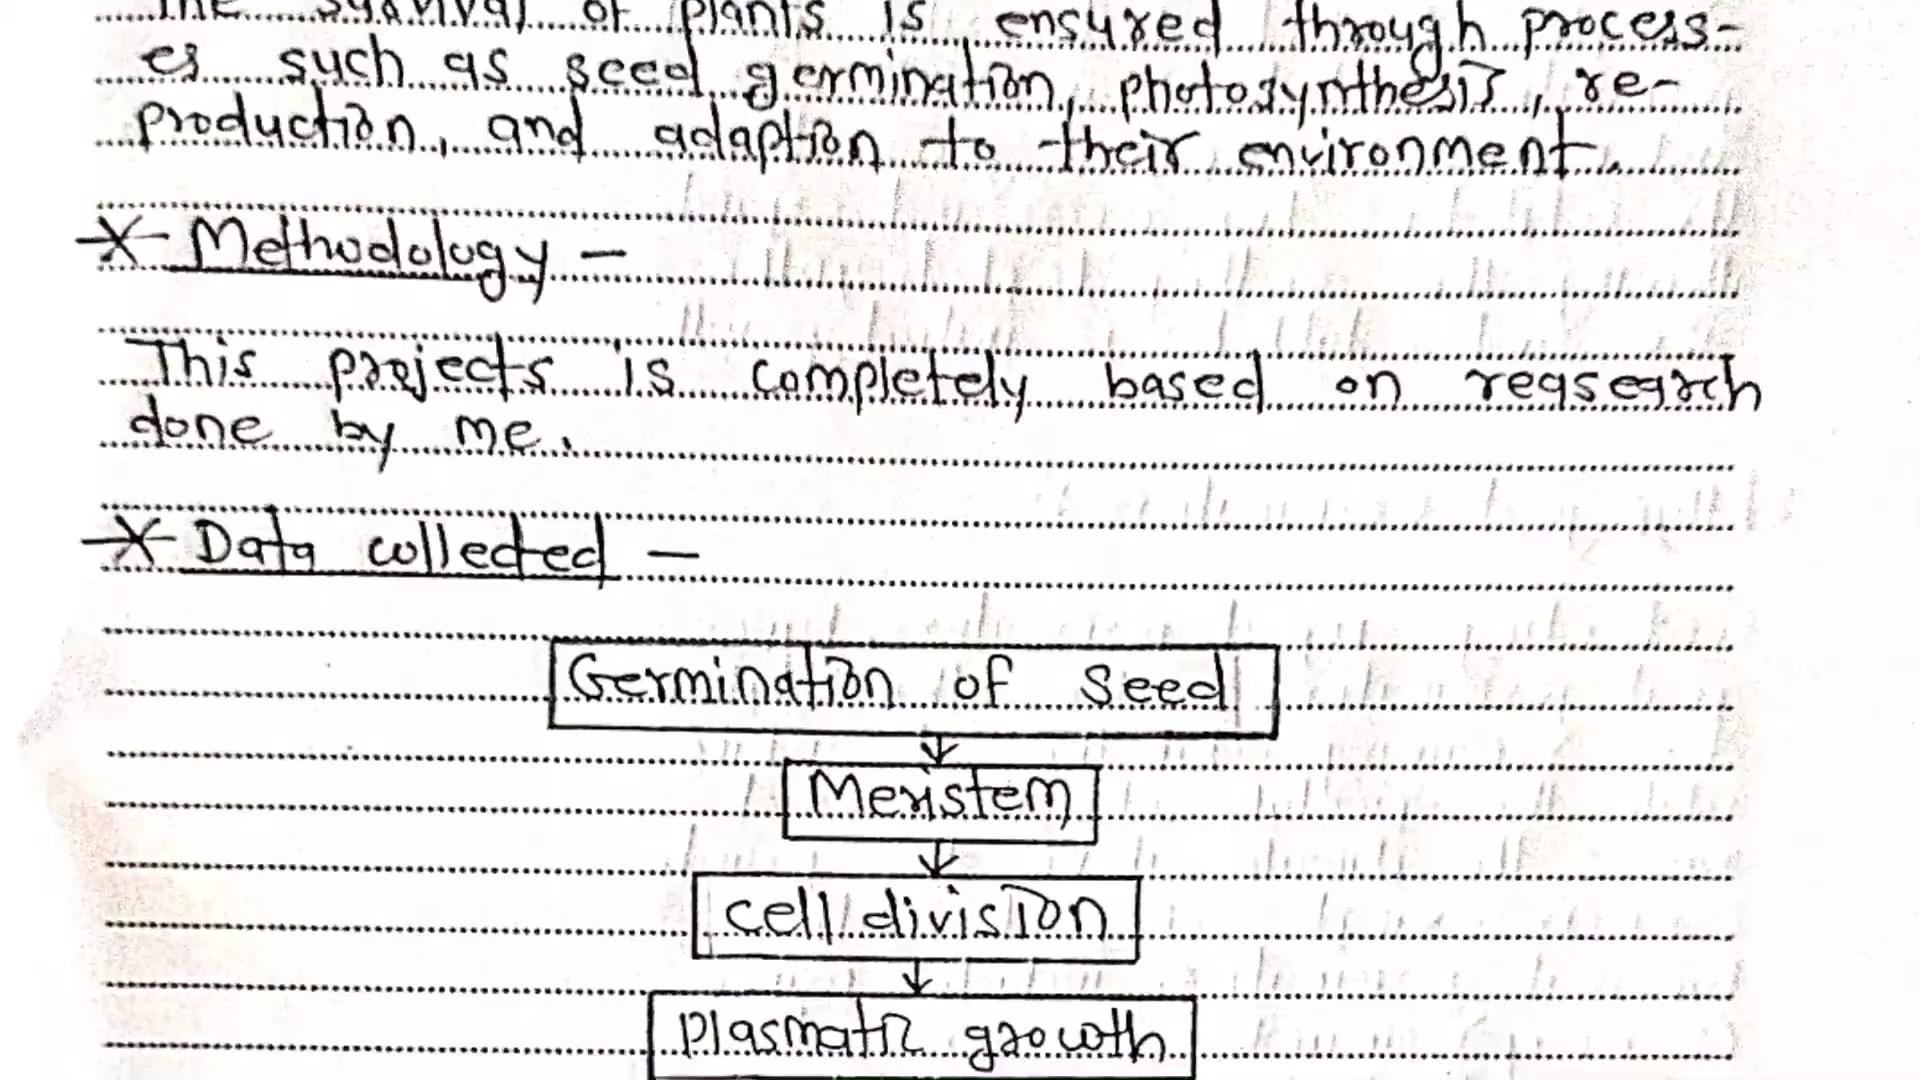 The survival of plants is ensured through process-
es such as seed germination, photosynthesis, re-
production, and adaption to their environment.
Methodology -
This projects is completely based on reasearch
done by me.
Data collected -
Germination of seed
Meristem
cell division
Plasmatic growth